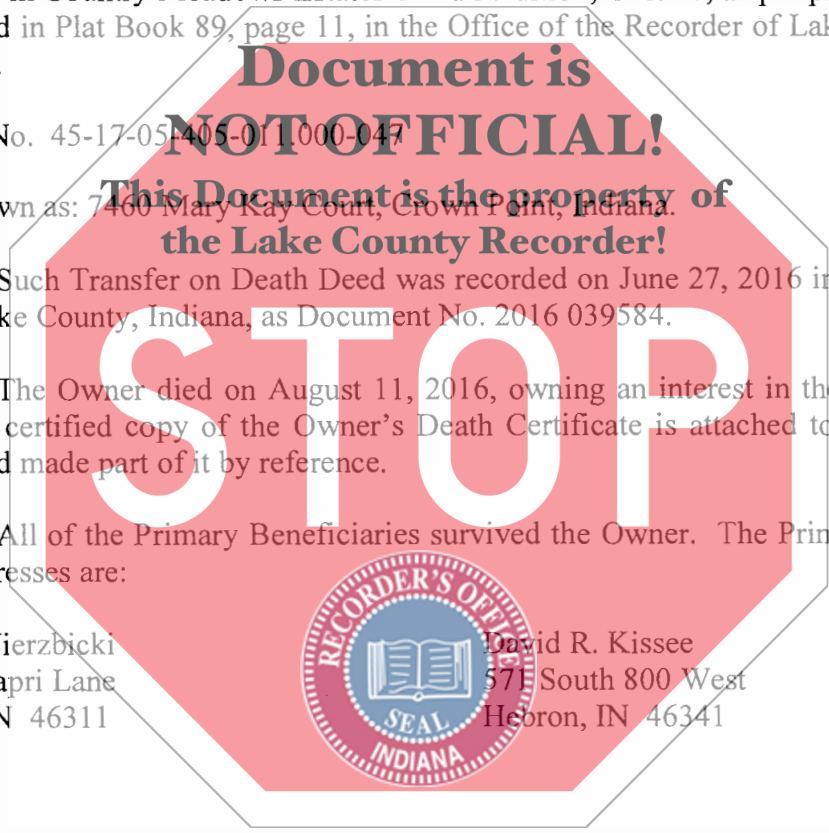 d in Plat Book 89, page 11, in the Office of the Recorder of Lak
Document is
No. 45-17-05-405-011.000-047
NOT OFFICIAL!
This Document is the property of
wn as: 7460 Mary Kay Court, Crown Point, Indiana.
the Lake County Recorder!
Such Transfer on Death Deed was recorded on June 27, 2016 in
ke County, Indiana, as Document No. 2016 039584.
STOP
The Owner died on August 11, 2016, owning an interest in the
certified copy of the Owner's Death Certificate is attached to
d made part of it by reference.
All of the Primary Beneficiaries survived the Owner. The Prin
resses are:
RECORDER'S OFFICE
SEAL
INDIANA
ierzbicki
David R. Kissee
apri Lane
571 South 800 West
N 46311
Hebron, IN 46341